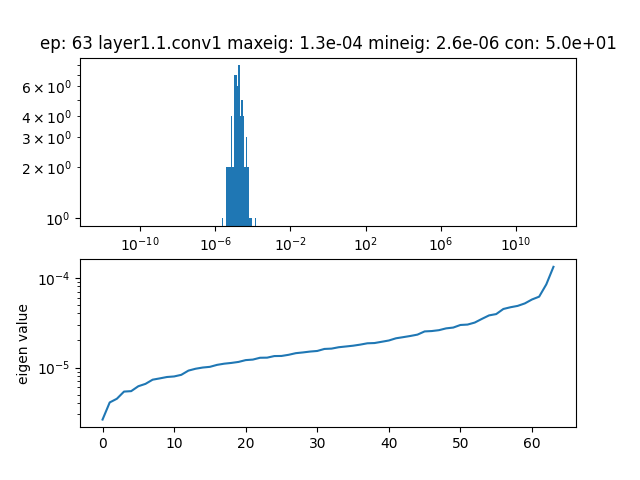 ep: 63 layer1.1.conv1 maxeig: 1.3e-04 mineig: 2.6e-06 con: 5.0e+01
6 × 10⁰
4 × 10⁰
3 × 10⁰
2 × 10⁰
10⁰
10⁻¹⁰ 10⁻⁶ 10⁻² 10² 10⁶ 10¹⁰
10⁻⁴
10⁻⁵
eigen value
0 10 20 30 40 50 60